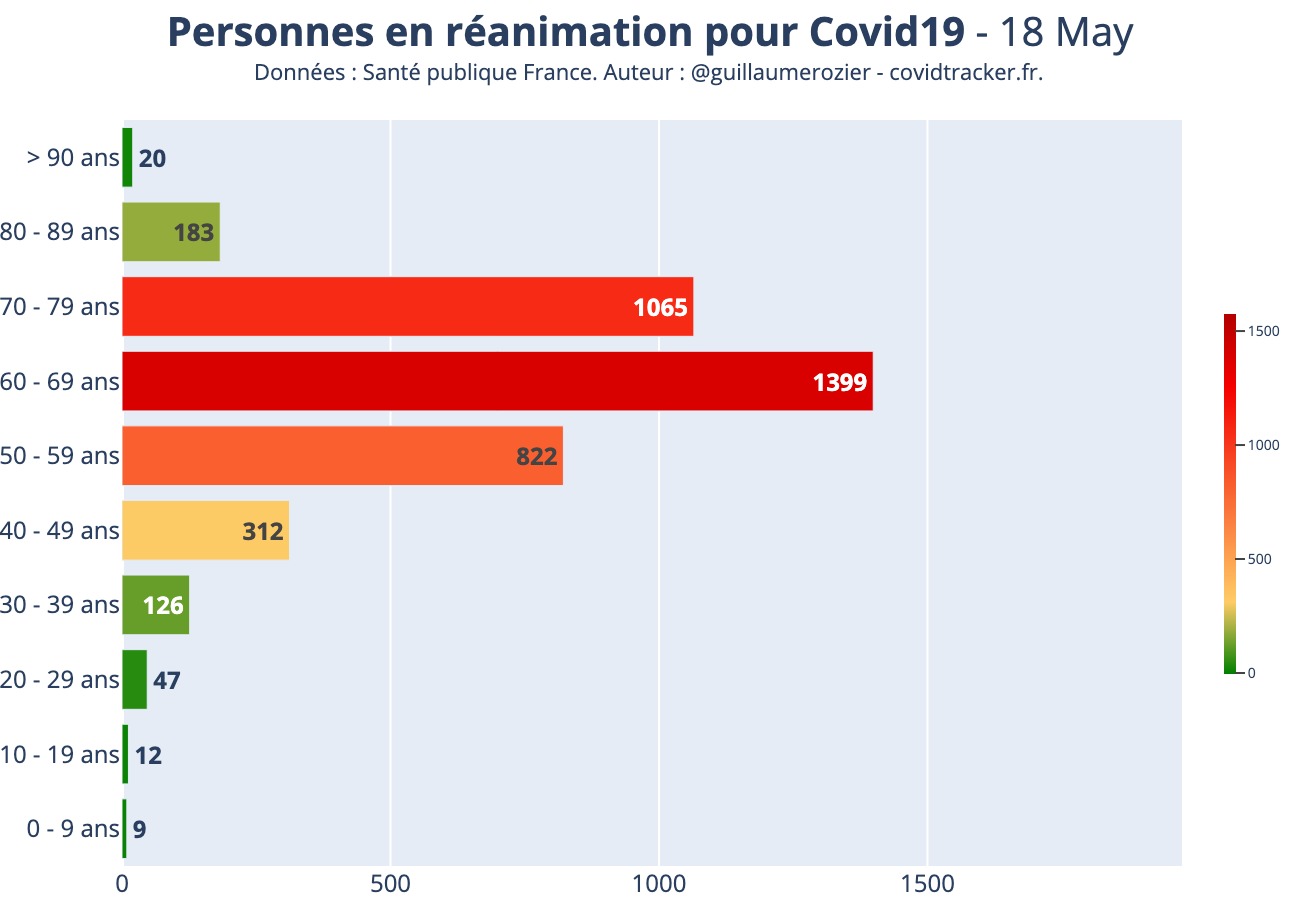 Personnes en réanimation pour Covid19 - 18 May
Données : Santé publique France. Auteur : @guillaumerozier - covidtracker.fr.
> 90 ans 20
80 - 89 ans 183
70 - 79 ans 1065
60 - 69 ans 1399
50 - 59 ans 822
40 - 49 ans 312
30 - 39 ans 126
20 - 29 ans 47
10 - 19 ans 12
0 - 9 ans 9
0 500 1000 1500
1500
1000
500
0